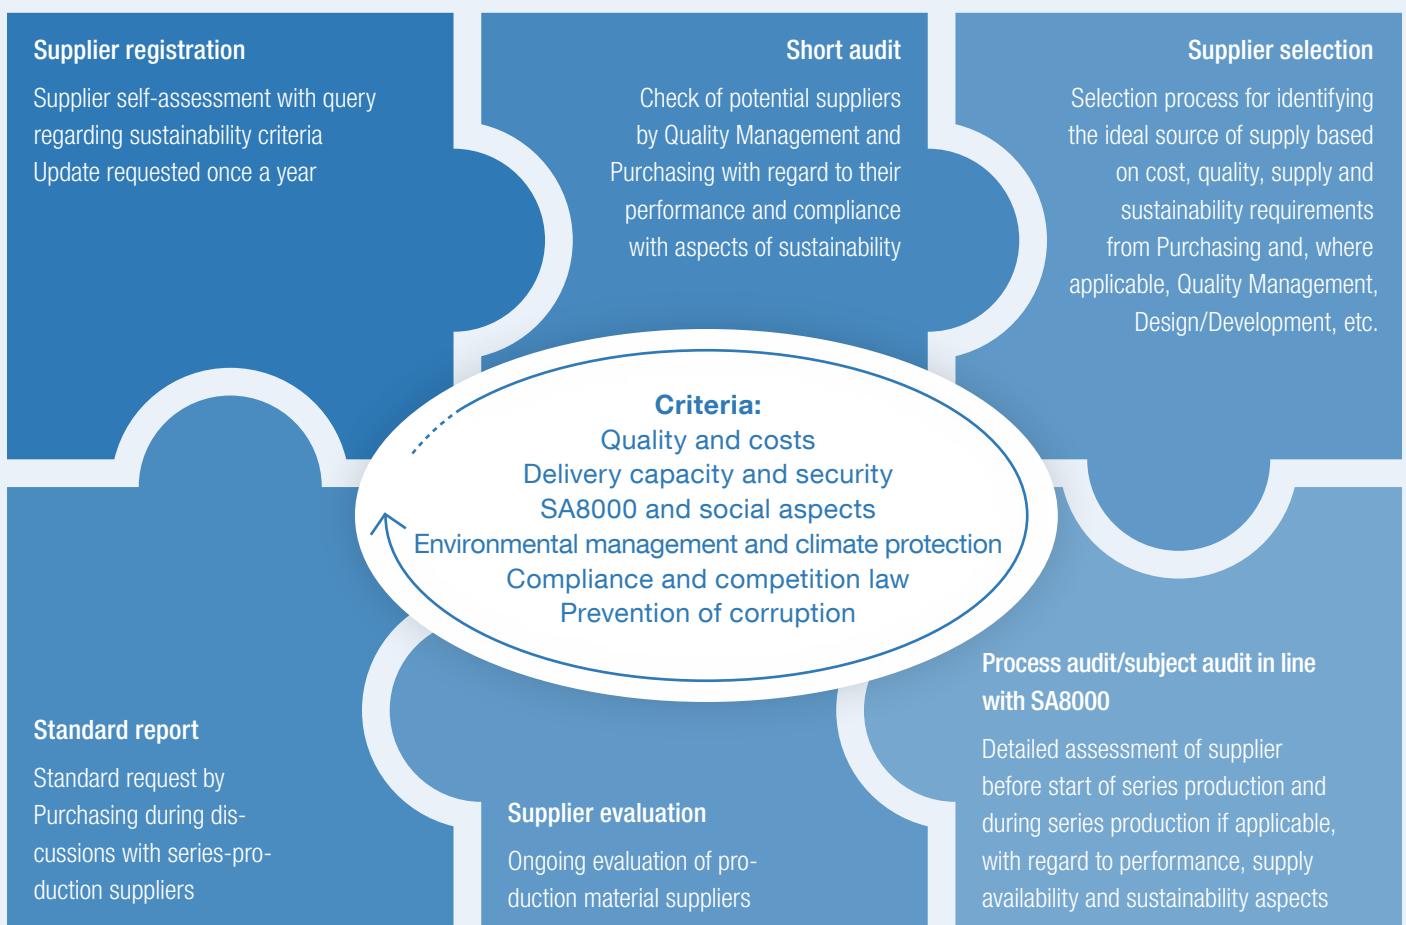 Supplier registration
Supplier self-assessment with query
regarding sustainability criteria
Update requested once a year
Short audit
Check of potential suppliers
by Quality Management and
Purchasing with regard to their
performance and compliance
with aspects of sustainability
Supplier selection
Selection process for identifying
the ideal source of supply based
on cost, quality, supply and
sustainability requirements
from Purchasing and, where
applicable, Quality Management,
Design/Development, etc.
Criteria:
Quality and costs
Delivery capacity and security
SA8000 and social aspects
Environmental management and climate protection
Compliance and competition law
Prevention of corruption
Standard report
Standard request by
Purchasing during dis-
cussions with series-pro-
duction suppliers
Supplier evaluation
Ongoing evaluation of pro-
duction material suppliers
Process audit/subject audit in line
with SA8000
Detailed assessment of supplier
before start of series production and
during series production if applicable,
with regard to performance, supply
availability and sustainability aspects